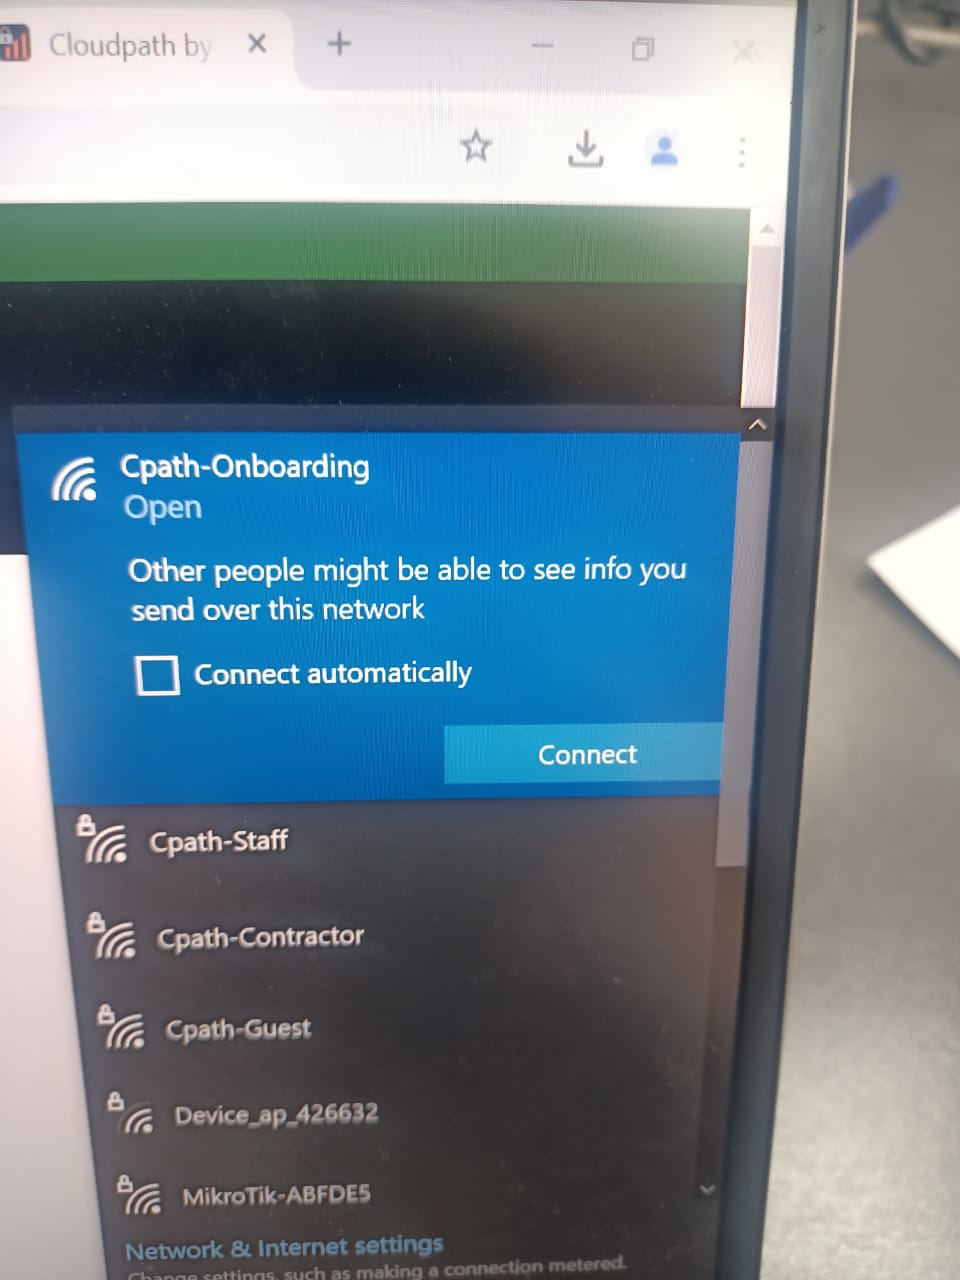 Cloudpath by
Cpath-Onboarding
Open
Other people might be able to see info you
send over this network
Connect automatically
Connect
Cpath-Staff
Cpath-Contractor
Cpath-Guest
Device_ap_426632
MikroTik-ABFDE5
Network & Internet settings
Change settings, such as making a connection metered.